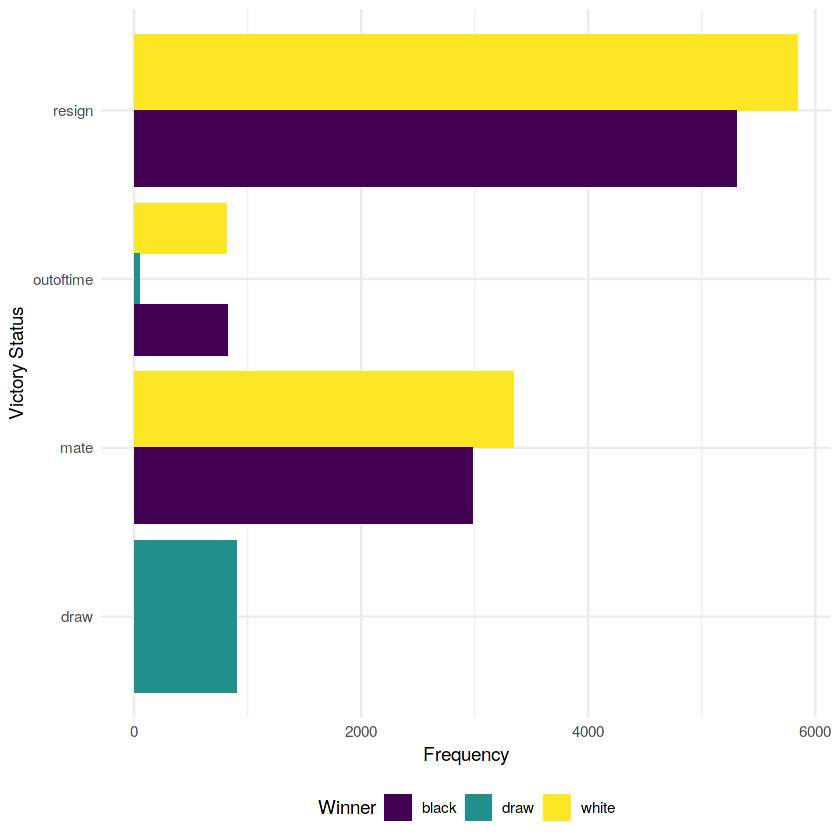 resign
outoftime
mate
draw
Victory Status
0 2000 4000 6000
Frequency
Winner black draw white